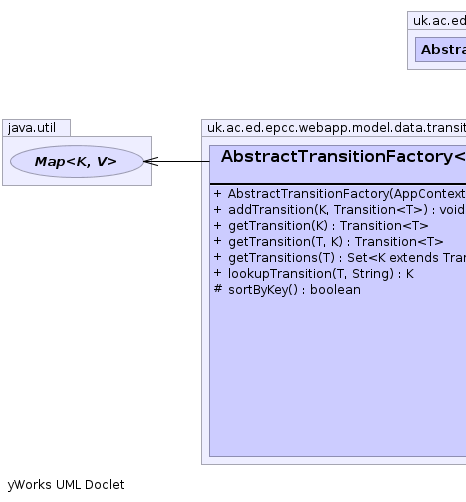 uk.ac.ed
Abstra
java.util
Map<K, V>
uk.ac.ed.epcc.webapp.model.data.transit
AbstractTransitionFactory<
+ AbstractTransitionFactory(AppContext
+ addTransition(K, Transition<T>) : void
+ getTransition(K) : Transition<T>
+ getTransition(T, K) : Transition<T>
+ getTransitions(T) : Set<K extends Tran
+ lookupTransition(T, String) : K
# sortByKey() : boolean
yWorks UML Doclet